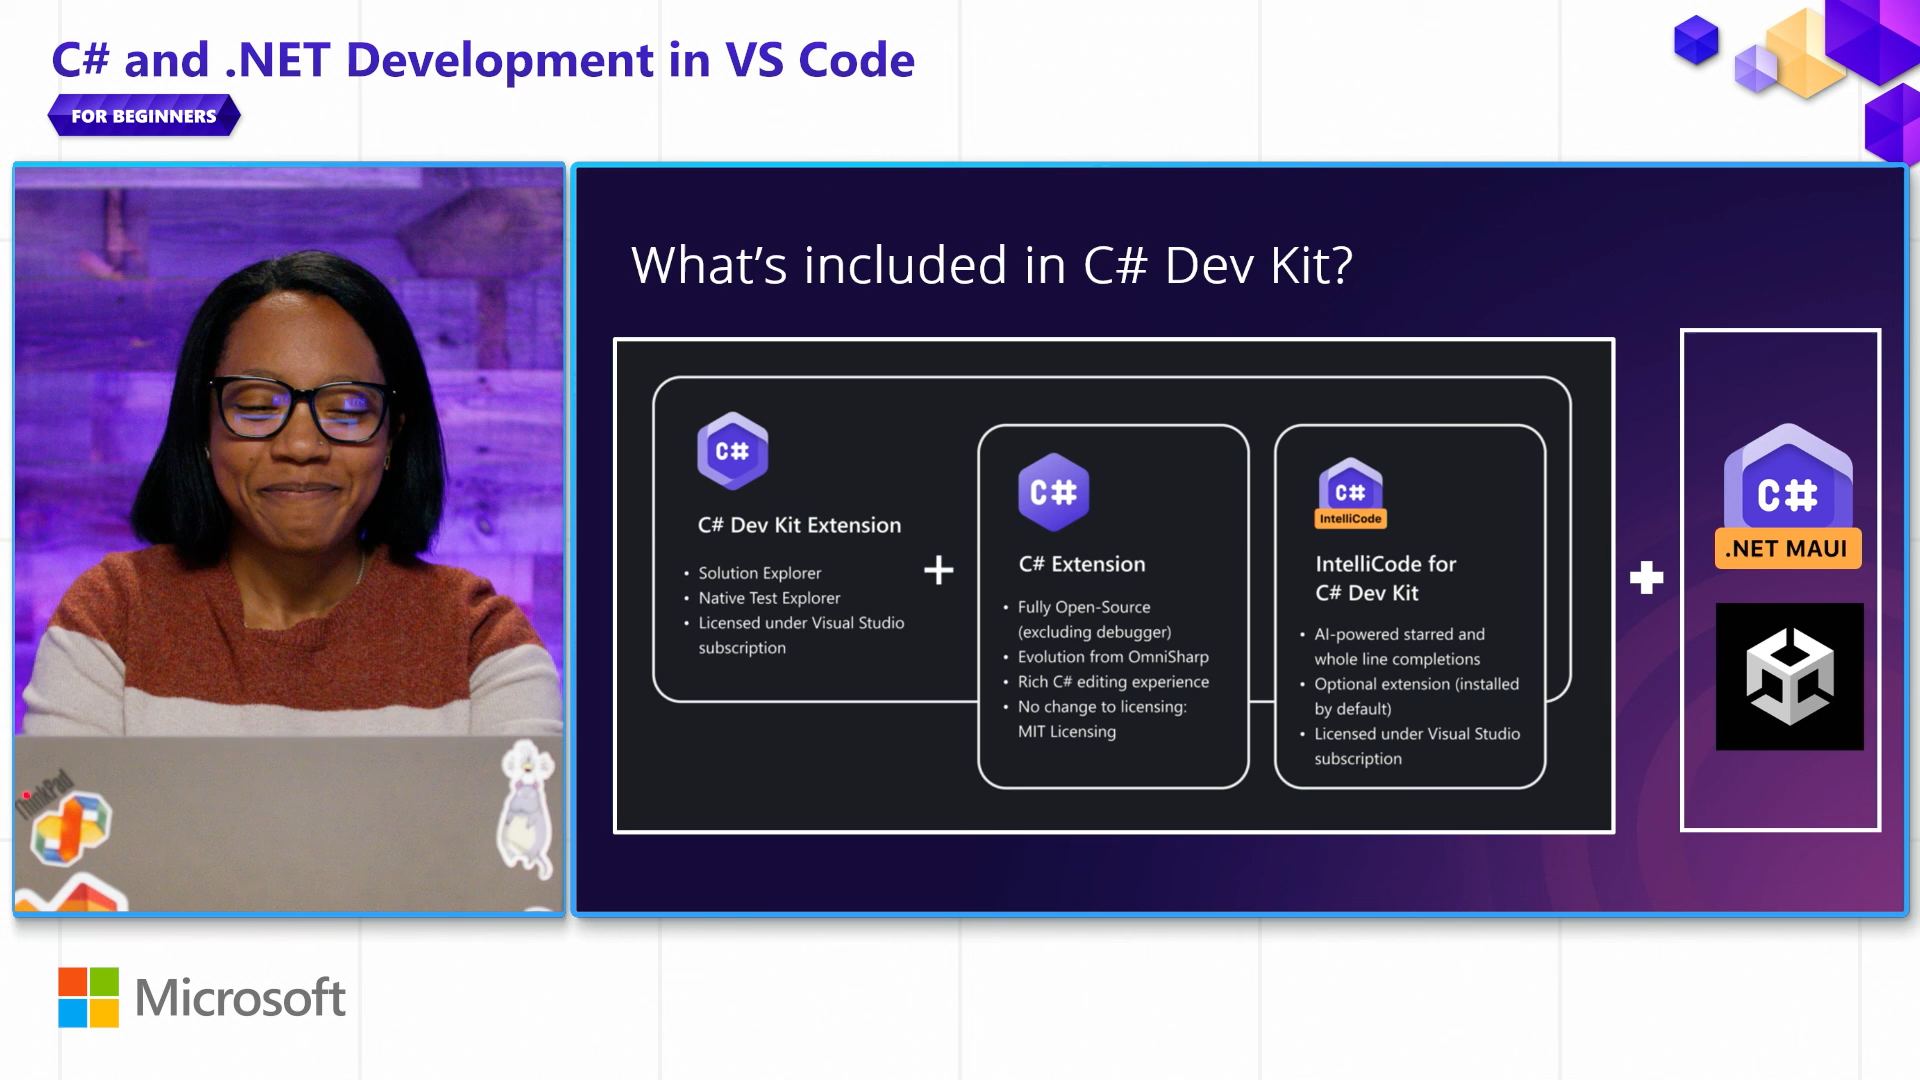 C# and .NET Development in VS Code
FOR BEGINNERS
What's included in C# Dev Kit?
C#
C# Dev Kit Extension
• Solution Explorer
• Native Test Explorer
• Licensed under Visual Studio
subscription
+
C#
C# Extension
• Fully Open-Source
(excluding debugger)
• Evolution from OmniSharp
• Rich C# editing experience
• No change to licensing:
MIT Licensing
C#
IntelliCode
IntelliCode for
C# Dev Kit
• AI-powered starred and
whole line completions
• Optional extension (installed
by default)
• Licensed under Visual Studio
subscription
+
C#
.NET MAUI
ThinkPad
Microsoft